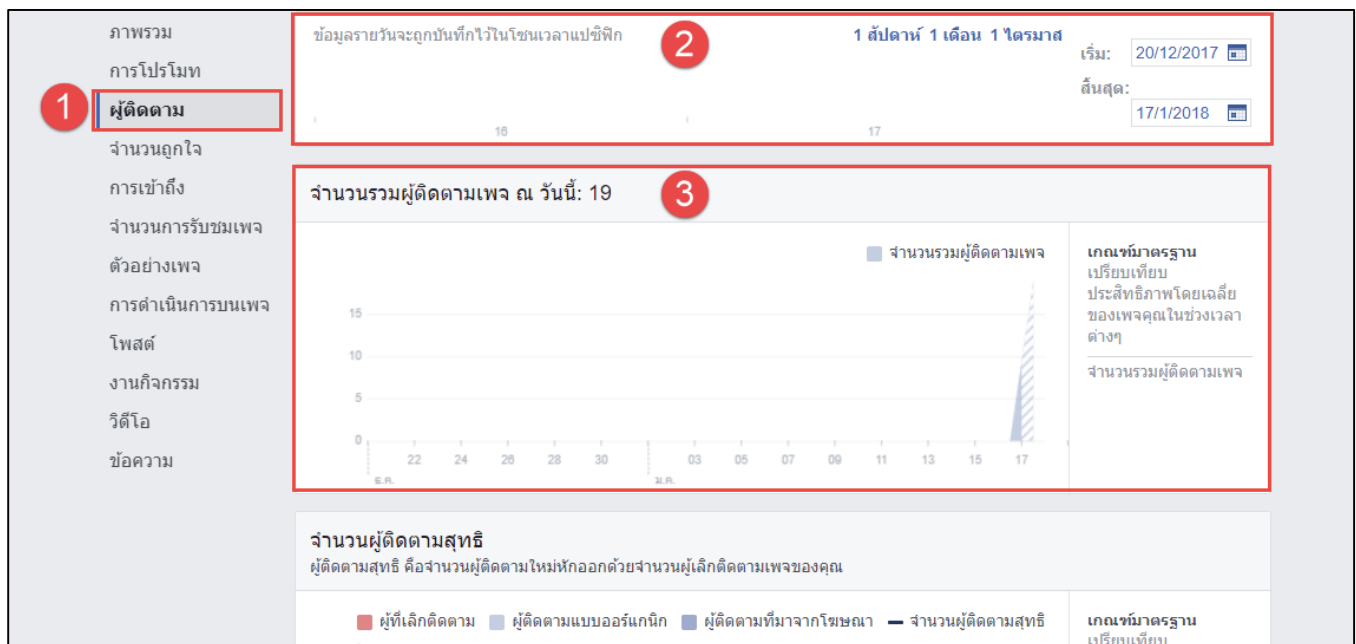 ภาพรวม
การโปรโมท
1
ผู้ติดตาม
จำนวนถูกใจ
การเข้าถึง
จำนวนการรับชมเพจ
ตัวอย่างเพจ
การดำเนินการบนเพจ
โพสต์
งานกิจกรรม
วิดีโอ
ข้อความ
ข้อมูลรายวันจะถูกบันทึกไว้ในโซนเวลาแปซิฟิก
2
1 สัปดาห์ 1 เดือน 1 ไตรมาส
เริ่ม: 20/12/2017
สิ้นสุด:
17/1/2018
16 17
จำนวนรวมผู้ติดตามเพจ ณ วันนี้: 19
3
จำนวนรวมผู้ติดตามเพจ
15
10
5
0
22 24 26 28 30 03 05 07 09 11 13 15 17
ธ.ค. ม.ค.
เกณฑ์มาตรฐาน
เปรียบเทียบ
ประสิทธิภาพโดยเฉลี่ย
ของเพจคุณในช่วงเวลา
ต่างๆ
จำนวนรวมผู้ติดตามเพจ
จำนวนผู้ติดตามสุทธิ
ผู้ติดตามสุทธิ คือจำนวนผู้ติดตามใหม่หักออกด้วยจำนวนผู้เลิกติดตามเพจของคุณ
ผู้ที่เลิกติดตาม ผู้ติดตามแบบออร์แกนิก ผู้ติดตามที่มาจากโฆษณา จำนวนผู้ติดตามสุทธิ
เกณฑ์มาตรฐาน
เปรียบเทียบ